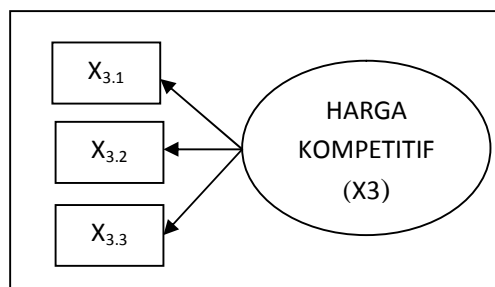 X3.1
X3.2
X3.3
HARGA
KOMPETITIF
(X3)